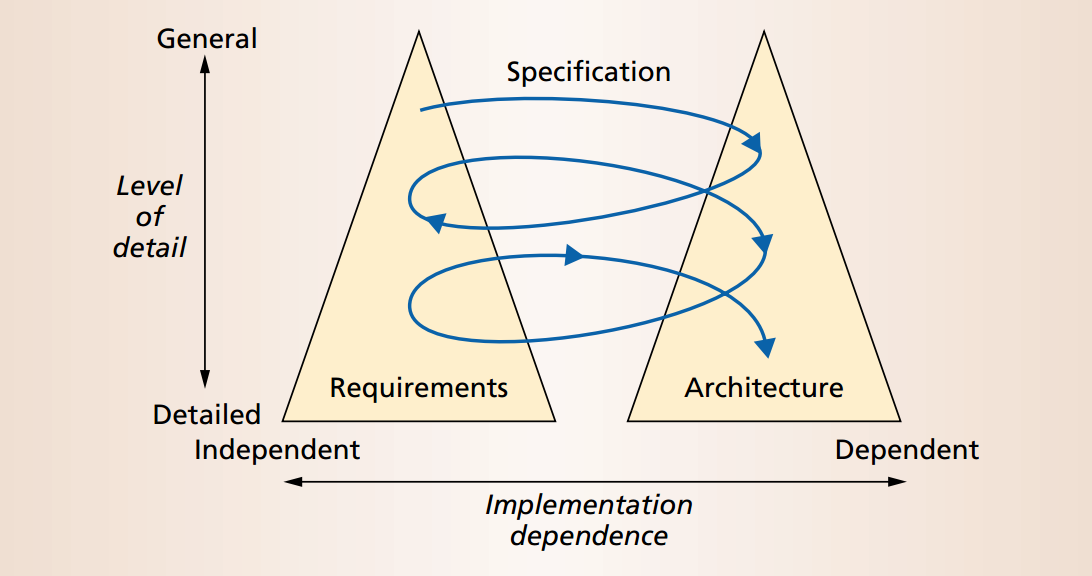 General
Specification
Level
of
detail
Requirements
Architecture
Detailed
Independent
Dependent
Implementation
dependence